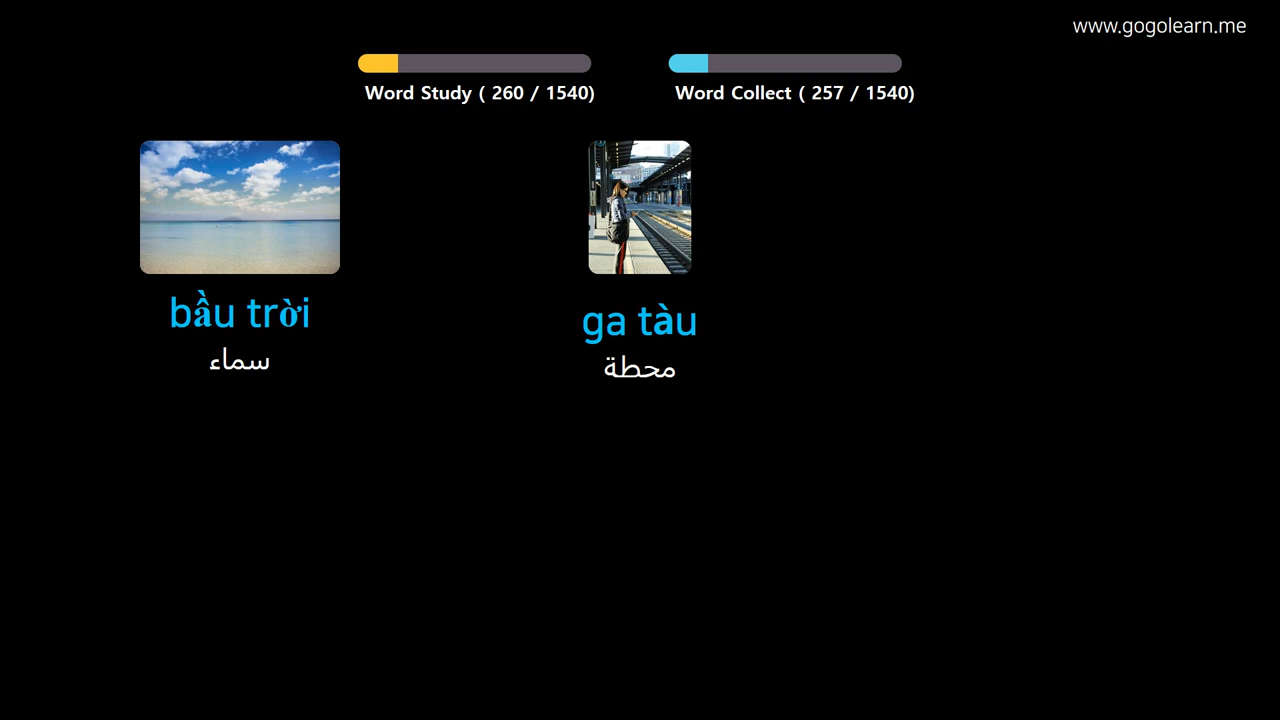 www.gogolearn.me
Word Study ( 260 / 1540)
Word Collect ( 257 / 1540)
bầu trời
سماء
ga tàu
محطة